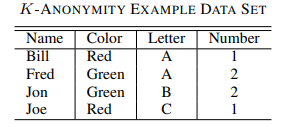 K-ANONYMITY EXAMPLE DATA SET
Name Color Letter Number
Bill Red A 1
Fred Green A 2
Jon Green B 2
Joe Red C 1